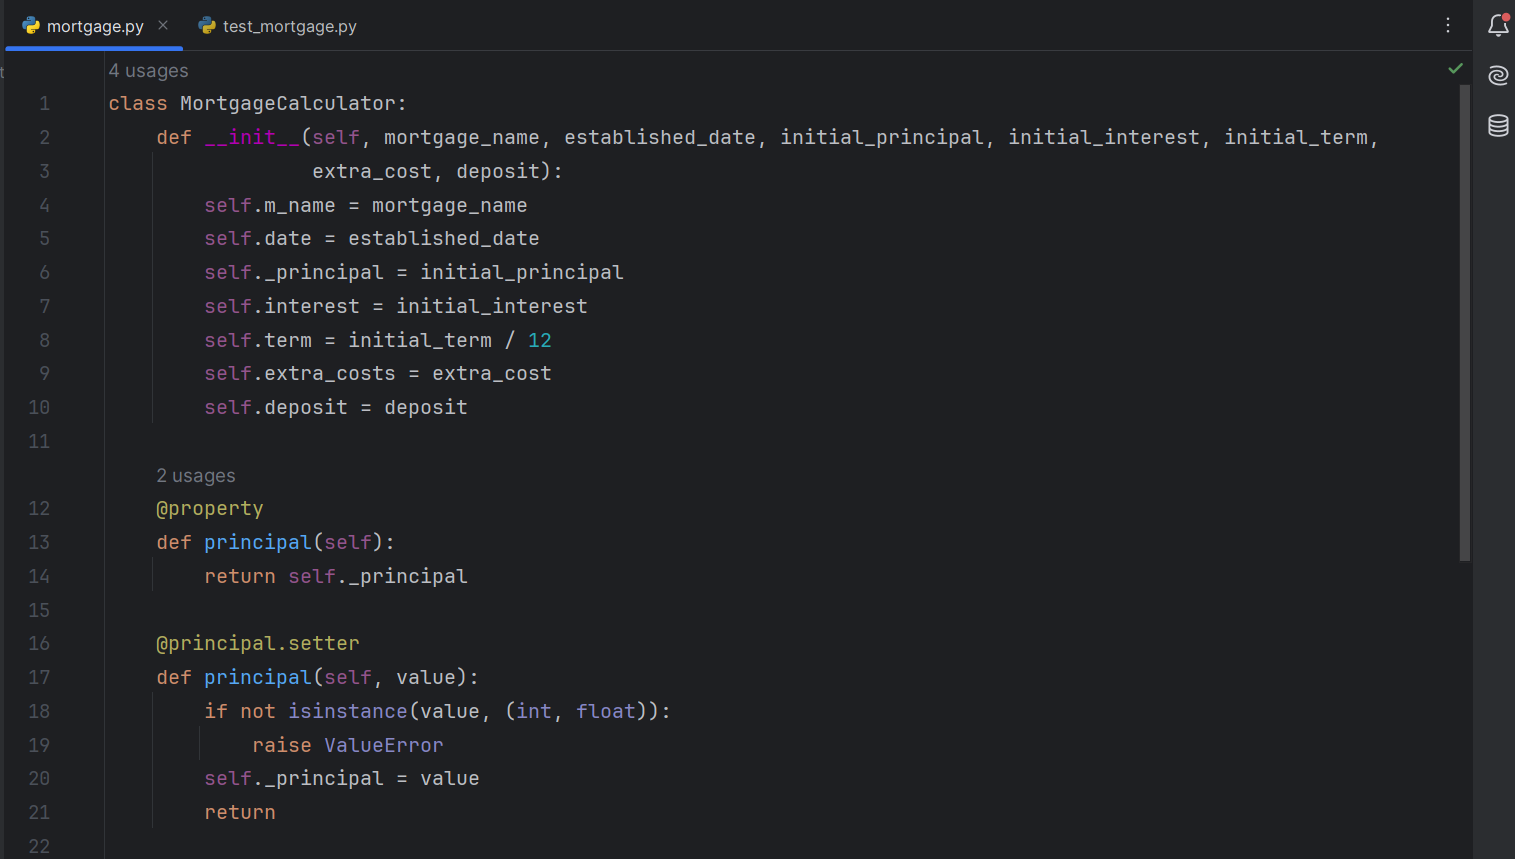 mortgage.py test_mortgage.py
4 usages
1 class MortgageCalculator:
2 def __init__(self, mortgage_name, established_date, initial_principal, initial_interest, initial_term,
3 extra_cost, deposit):
4 self.m_name = mortgage_name
5 self.date = established_date
6 self._principal = initial_principal
7 self.interest = initial_interest
8 self.term = initial_term / 12
9 self.extra_costs = extra_cost
10 self.deposit = deposit
11
2 usages
12 @property
13 def principal(self):
14 return self._principal
15
16 @principal.setter
17 def principal(self, value):
18 if not isinstance(value, (int, float)):
19 raise ValueError
20 self._principal = value
21 return
22